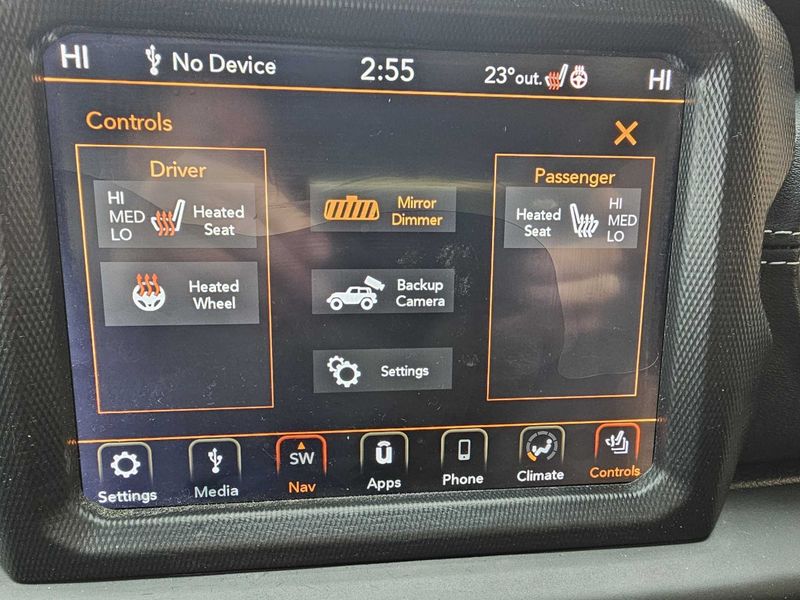 HI
No Device
2:55
23°out.
HI
Controls
Driver
HI
MED
LO
Heated
Seat
Heated
Wheel
Mirror
Dimmer
Backup
Camera
Settings
Passenger
Heated
Seat
HI
MED
LO
Settings
Media
SW
Nav
Apps
Phone
Climate
Controls